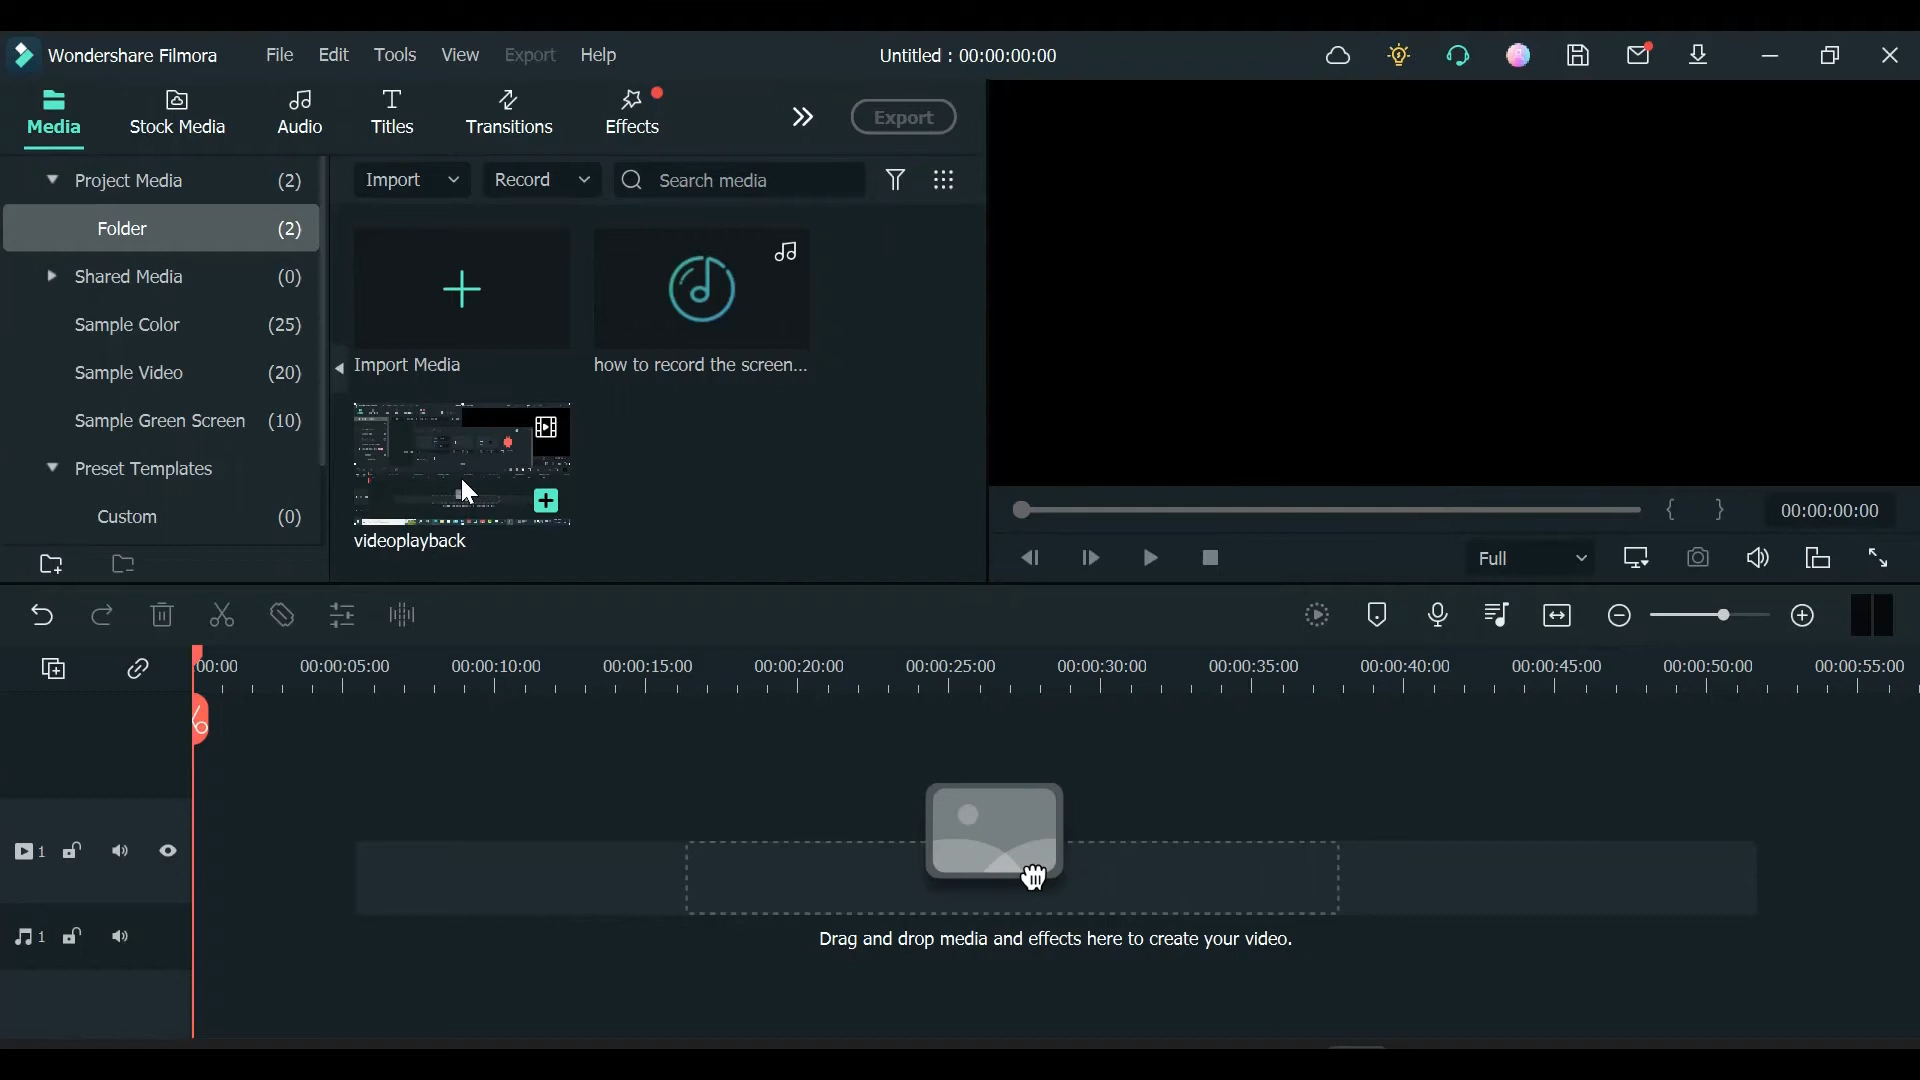 Wondershare Filmora File Edit Tools View Export Help Untitled : 00:00:00:00
Media Stock Media Audio Titles Transitions Effects Export
Project Media (2)
Folder (2)
Shared Media (0)
Sample Color (25)
Sample Video (20)
Sample Green Screen (10)
Preset Templates
Custom (0)
Import Record Search media
Import Media how to record the screen...
videoplayback
00:00:00:00
Full
00:00 00:00:05:00 00:00:10:00 00:00:15:00 00:00:20:00 00:00:25:00 00:00:30:00 00:00:35:00 00:00:40:00 00:00:45:00 00:00:50:00 00:00:55:00
1
1
Drag and drop media and effects here to create your video.